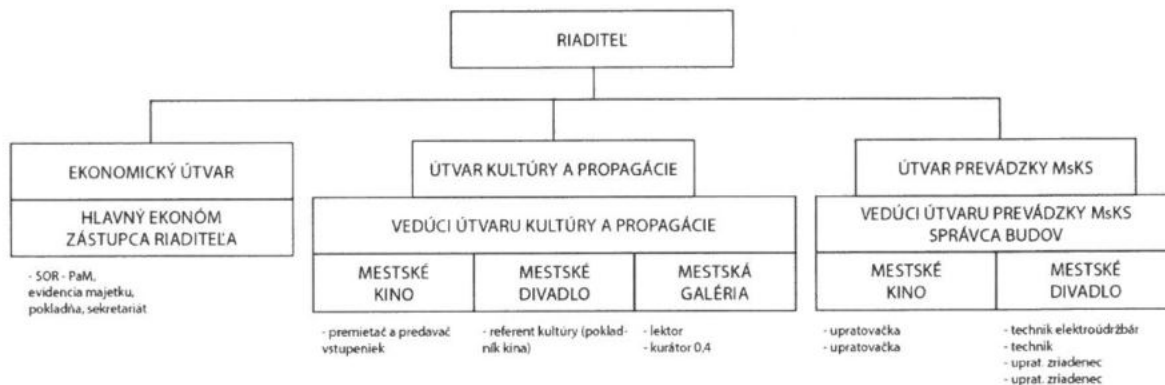 RIADITEĽ
EKONOMICKÝ ÚTVAR
HLAVNÝ EKONÓM
ZÁSTUPCA RIADITEĽA
- SOR - PaM,
evidencia majetku,
pokladňa, sekretariát
ÚTVAR KULTÚRY A PROPAGÁCIE
VEDÚCI ÚTVARU KULTÚRY A PROPAGÁCIE
MESTSKÉ
KINO
- premietač a predavač
vstupeniek
MESTSKÉ
DIVADLO
- referent kultúry (poklad-
ník kina)
MESTSKÁ
GALÉRIA
- lektor
- kurátor 0,4
ÚTVAR PREVÁDZKY MsKS
VEDÚCI ÚTVARU PREVÁDZKY MsKS
SPRÁVCA BUDOV
MESTSKÉ
KINO
- upratovačka
- upratovačka
MESTSKÉ
DIVADLO
- technik elektroúdržbár
- technik
- uprat. zriadenec
- uprat. zriadenec